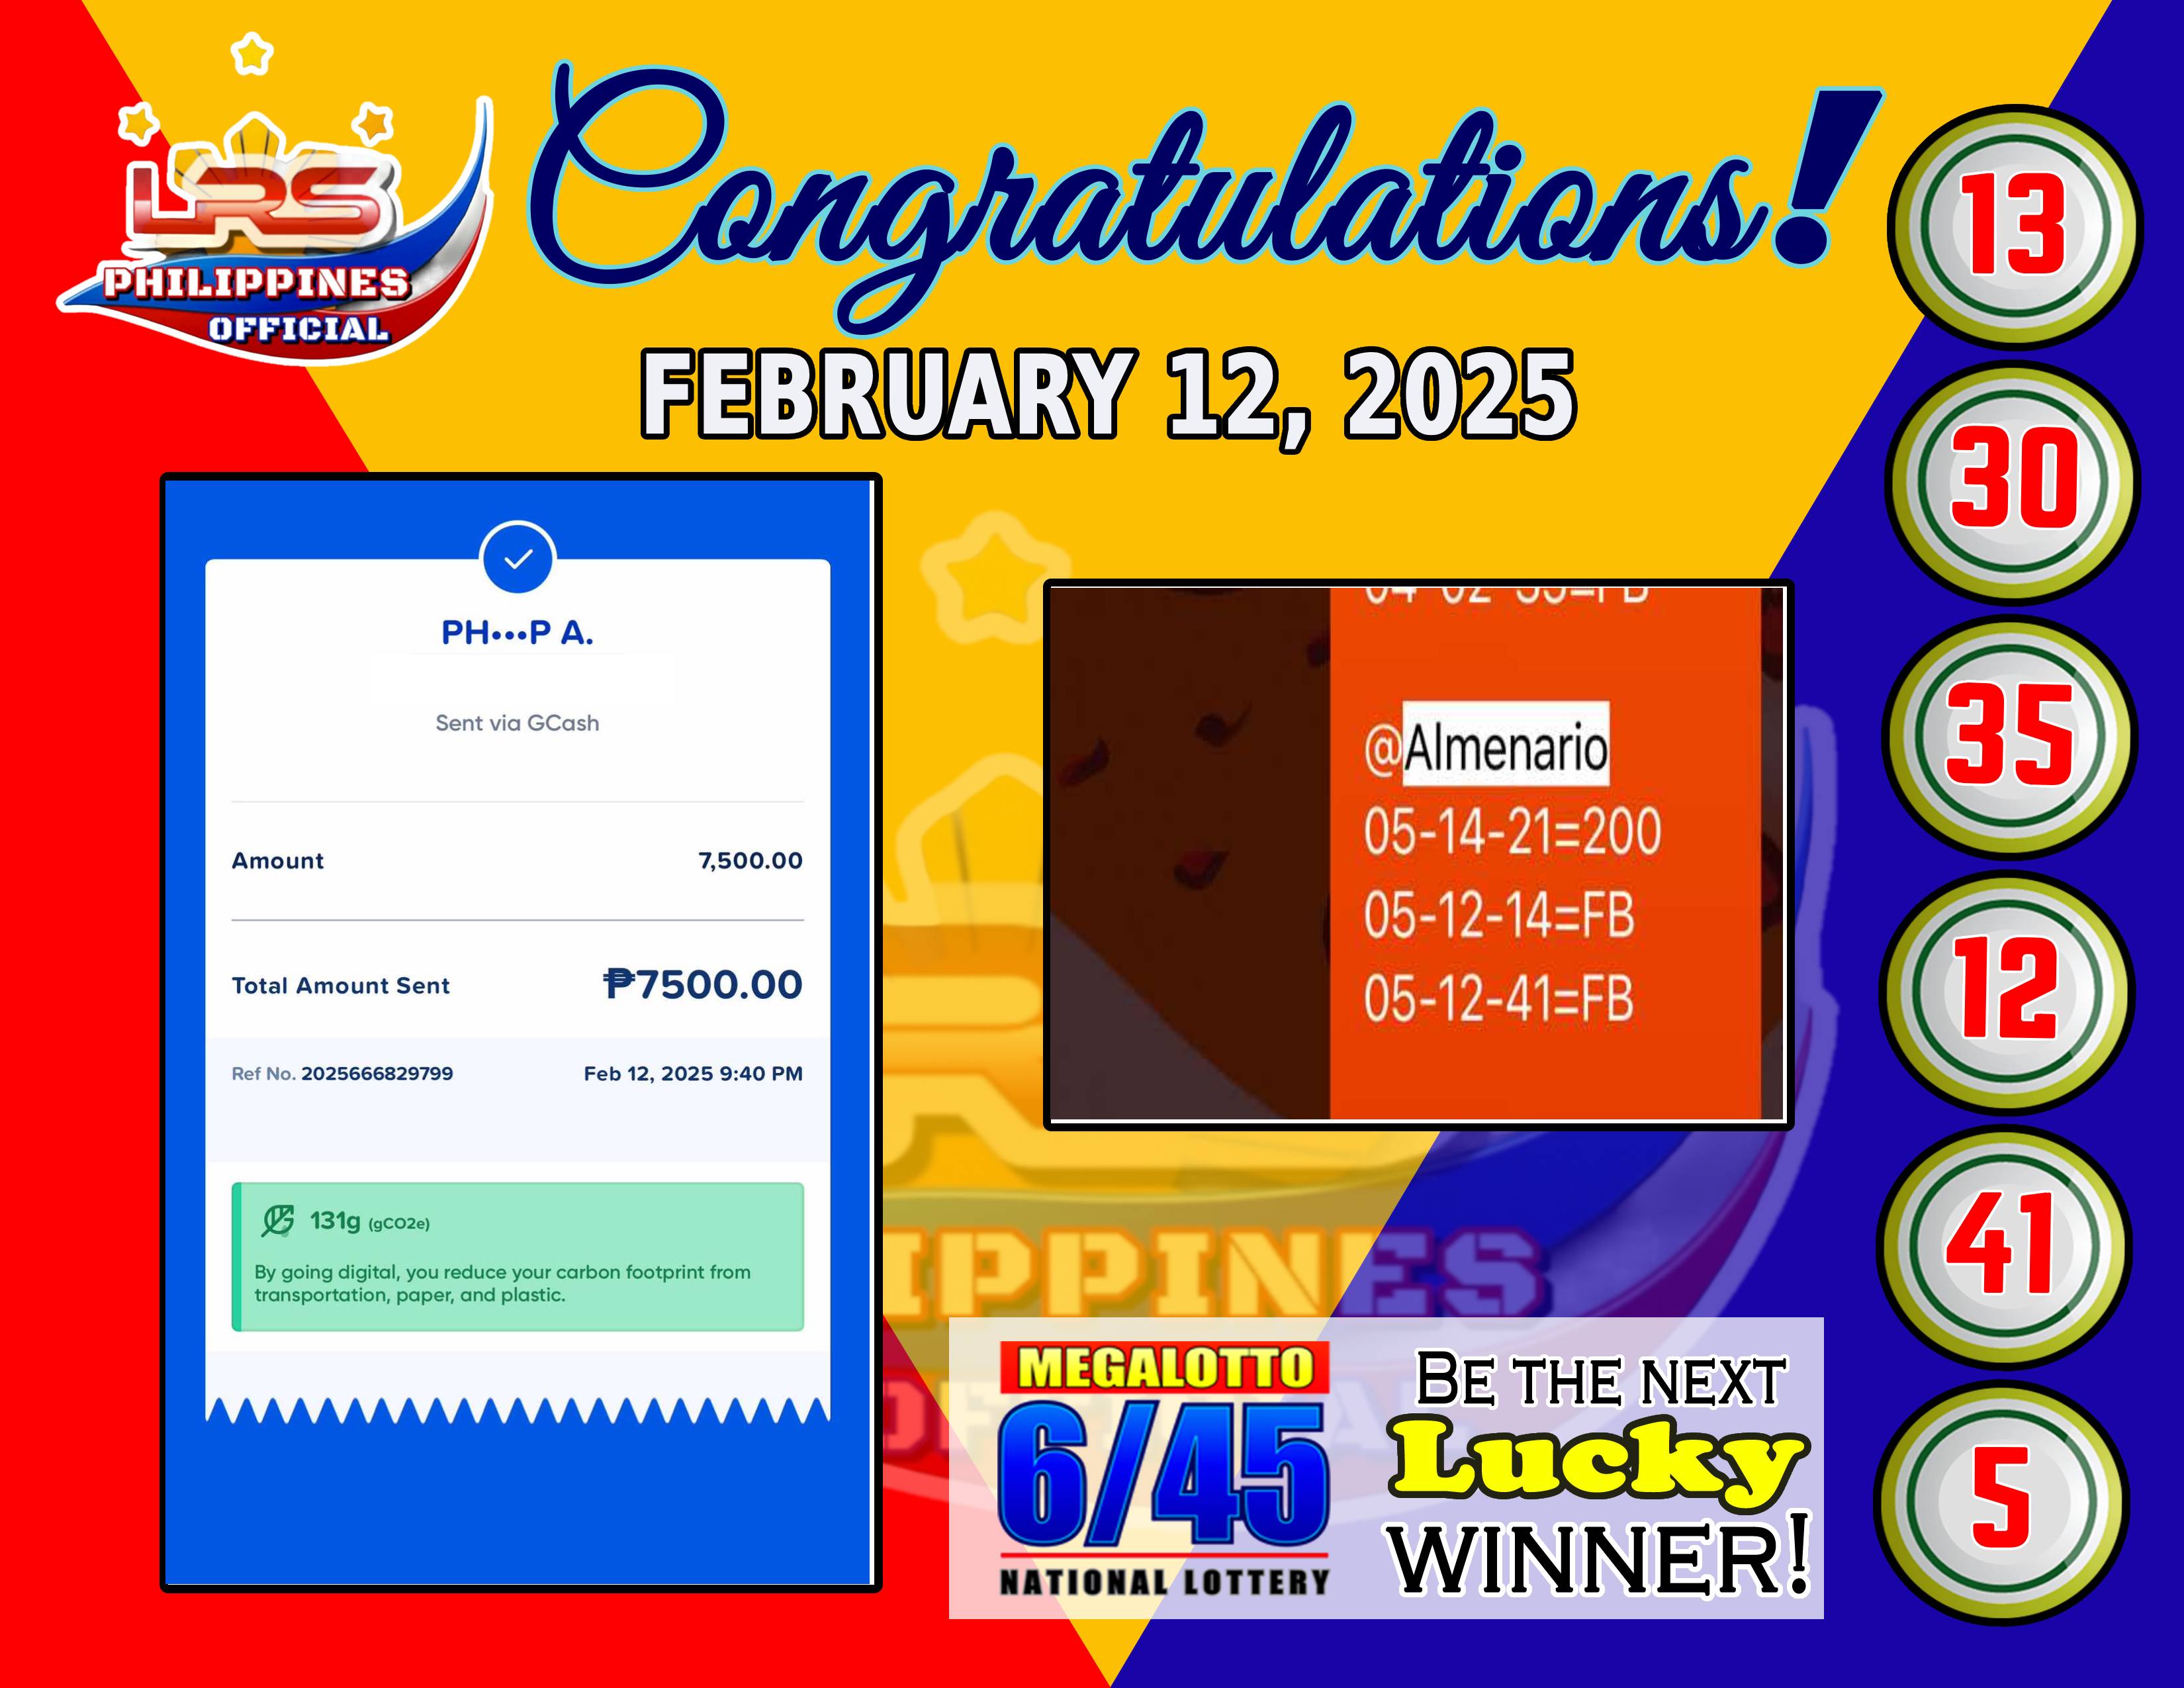 LRS
PHILIPPINES
OFFICIAL
Congratulations!
FEBRUARY 12, 2025
PH•••P A.
Sent via GCash
Amount 7,500.00
Total Amount Sent ₱7500.00
Ref No. 2025666829799 Feb 12, 2025 9:40 PM
131g (gCO2e)
By going digital, you reduce your carbon footprint from
transportation, paper, and plastic.
@Almenario
05-14-21=200
05-12-14=FB
05-12-41=FB
MEGALOTTO
6/45
NATIONAL LOTTERY
BE THE NEXT
Lucky
WINNER!
13
30
35
12
41
5